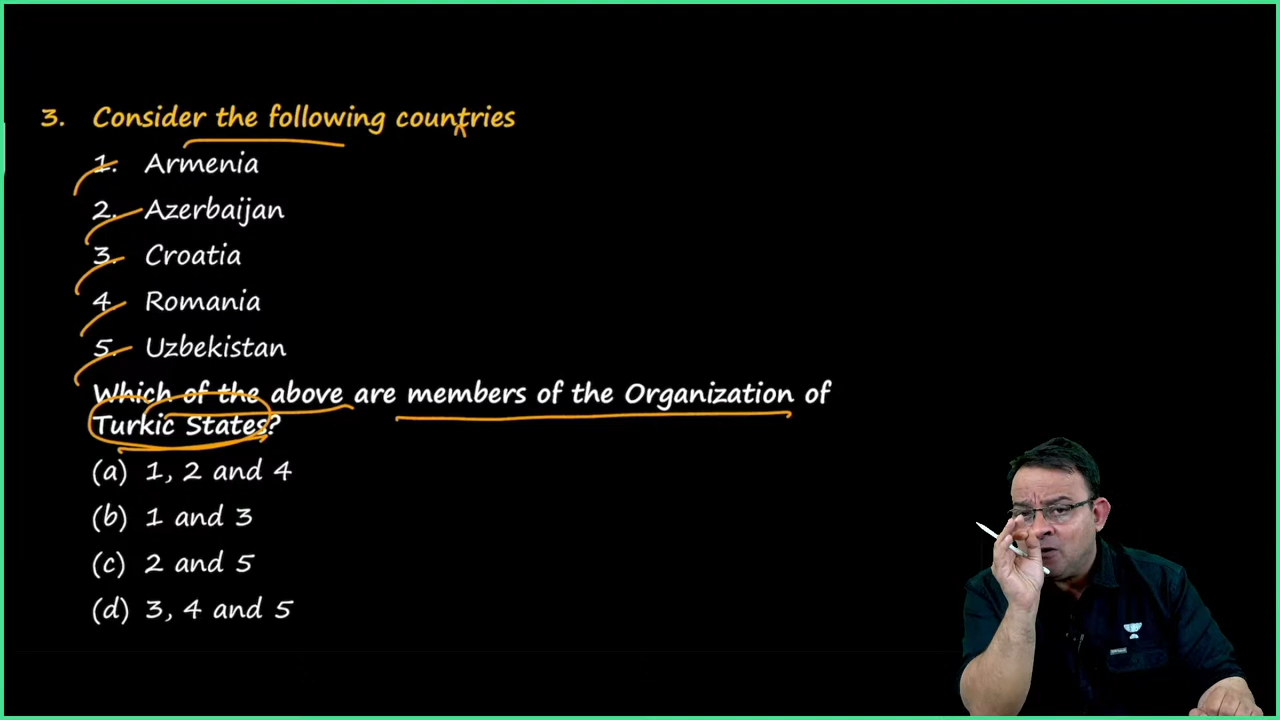 3. Consider the following countries
1. Armenia
2. Azerbaijan
3. Croatia
4. Romania
5. Uzbekistan
Which of the above are members of the Organization of
Turkic States?
(a) 1, 2 and 4
(b) 1 and 3
(c) 2 and 5
(d) 3, 4 and 5